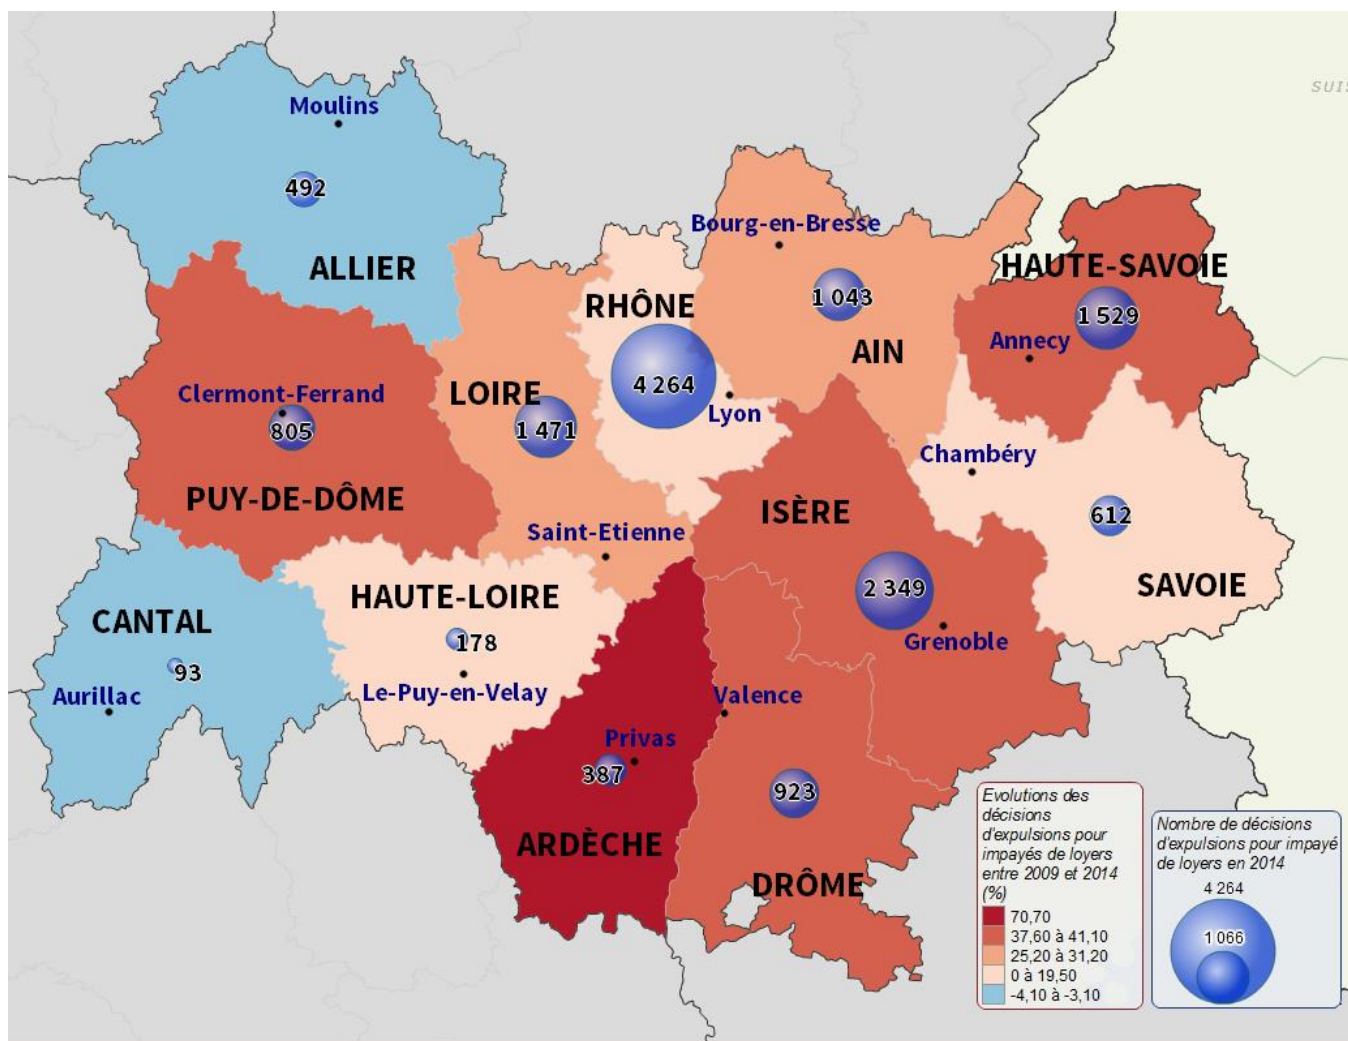 SUIS
Moulins
492
ALLIER
Bourg-en-Bresse
HAUTE-SAVOIE
RHÔNE
1 043
1 529
Annecy
AIN
4 264
Lyon
LOIRE
Clermont-Ferrand
805
1 471
Chambéry
PUY-DE-DÔME
ISÈRE
612
Saint-Etienne
SAVOIE
HAUTE-LOIRE
2 349
CANTAL
178
Grenoble
93
Aurillac
Le-Puy-en-Velay
Valence
Privas
387
923
ARDÈCHE
DRÔME
Evolutions des
décisions
d'expulsions pour
impayés de loyers
entre 2009 et 2014
(%)
70,70
37,60 à 41,10
25,20 à 31,20
0 à 19,50
-4,10 à -3,10
Nombre de décisions
d'expulsions pour impayé
de loyers en 2014
4 264
1 066